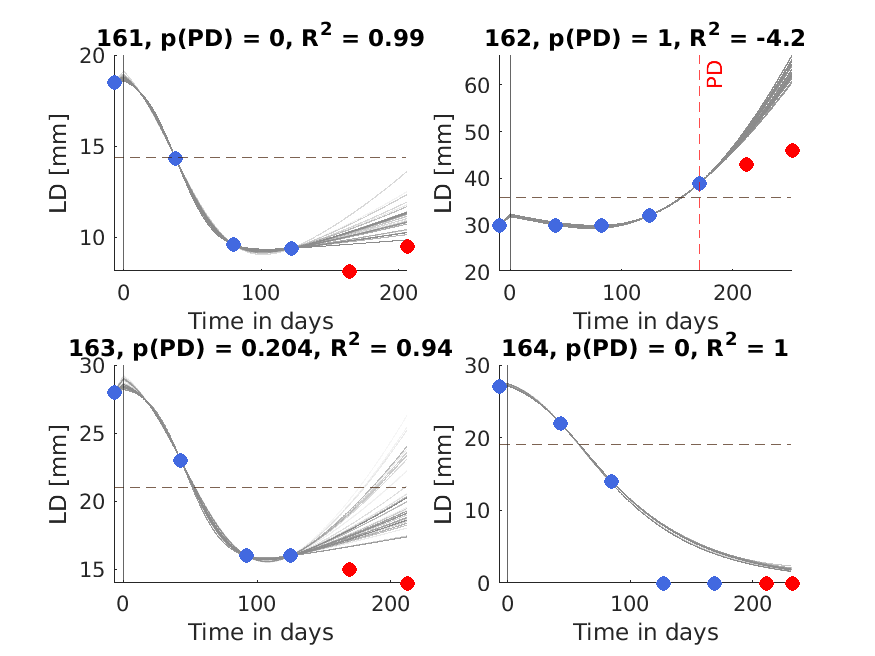 161, p(PD) = 0, R² = 0.99
20
15
10
LD [mm]
0 100 200
Time in days
162, p(PD) = 1, R² = -4.2
60
50
40
30
20
LD [mm]
PD
0 100 200
Time in days
163, p(PD) = 0.204, R² = 0.94
30
25
20
15
LD [mm]
0 100 200
Time in days
164, p(PD) = 0, R² = 1
30
20
10
0
LD [mm]
0 100 200
Time in days